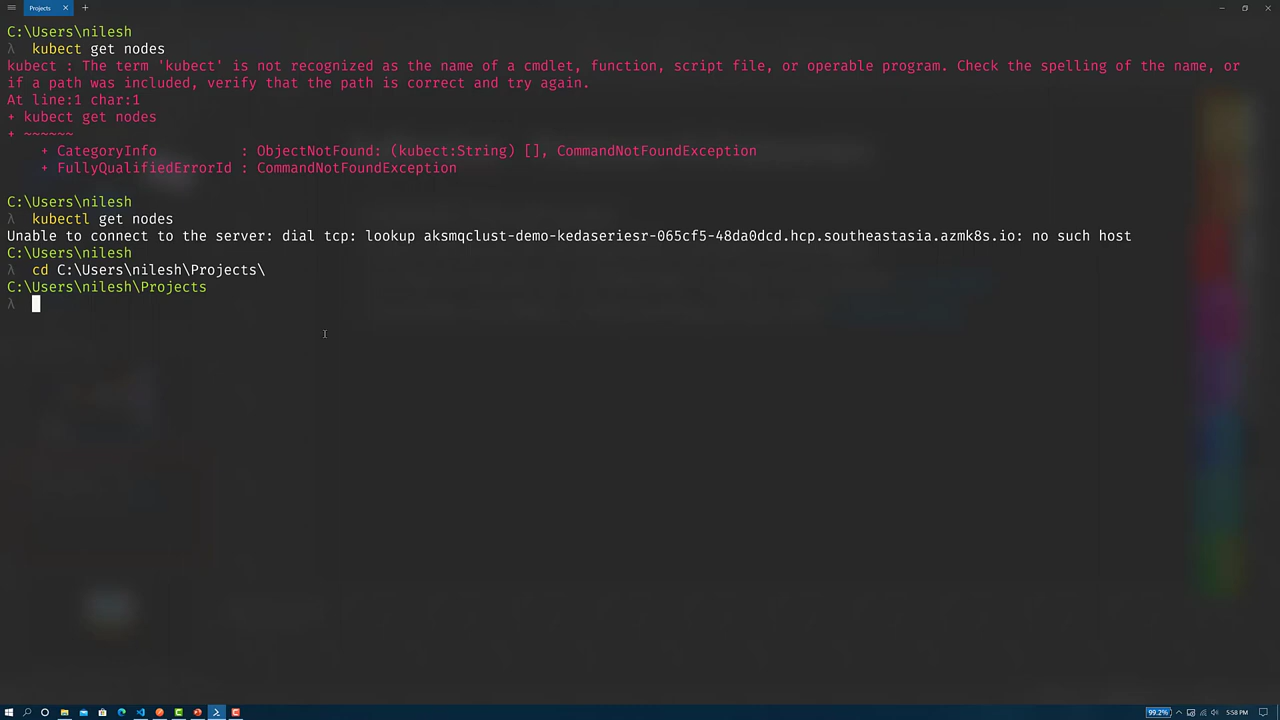 Projects
C:\Users\nilesh
λ kubect get nodes
kubect : The term 'kubect' is not recognized as the name of a cmdlet, function, script file, or operable program. Check the spelling of the name, or
if a path was included, verify that the path is correct and try again.
At line:1 char:1
+ kubect get nodes
+ ~~~~~~
    + CategoryInfo          : ObjectNotFound: (kubect:String) [], CommandNotFoundException
    + FullyQualifiedErrorId : CommandNotFoundException
C:\Users\nilesh
λ kubectl get nodes
Unable to connect to the server: dial tcp: lookup aksmqclust-demo-kedaseriesr-065cf5-48da0dcd.hcp.southeastasia.azmk8s.io: no such host
C:\Users\nilesh
λ cd C:\Users\nilesh\Projects\
C:\Users\nilesh\Projects
λ
99.2% 5:58 PM